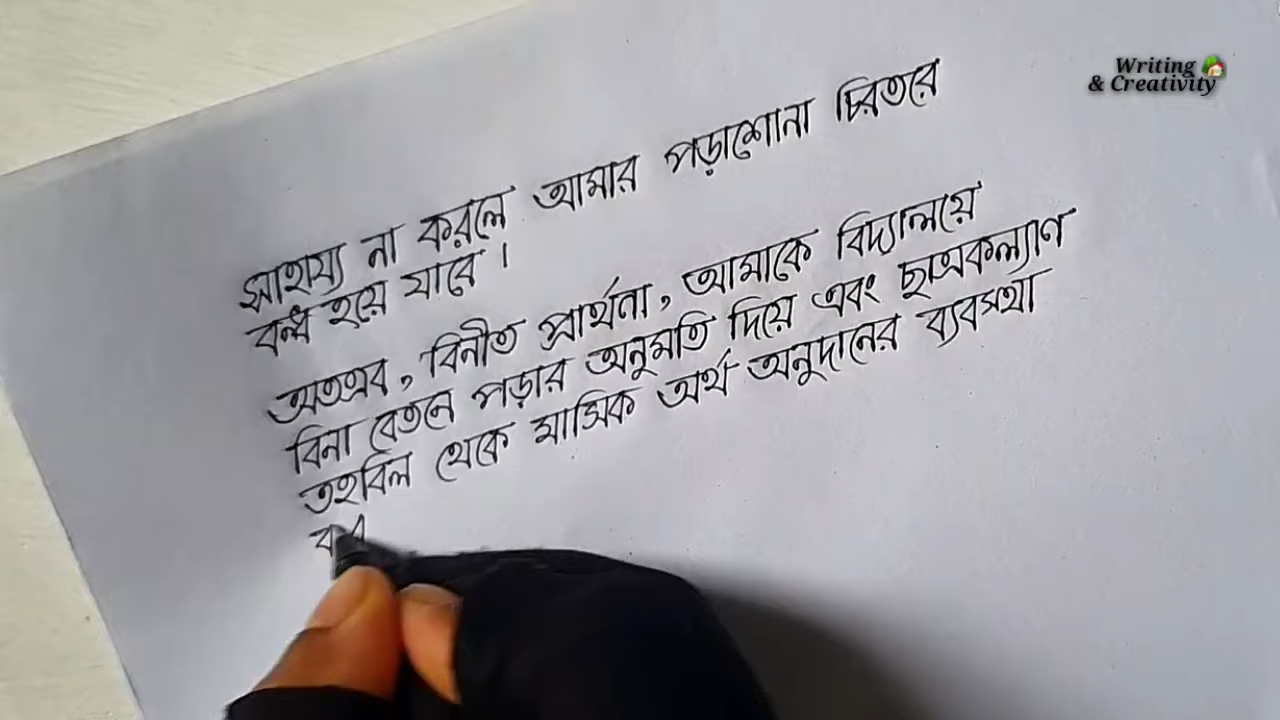 Writing
& Creativity
সাহায্য না করলে আমার পড়াশোনা চিরতরে
বন্ধ হয়ে যাবে।
অতএব, বিনীত প্রার্থনা, আমাকে বিদ্যালয়ে
বিনা বেতনে পড়ার অনুমতি দিয়ে এবং ছাত্রকল্যাণ
তহবিল থেকে মাসিক অর্থ অনুদানের ব্যবস্থা